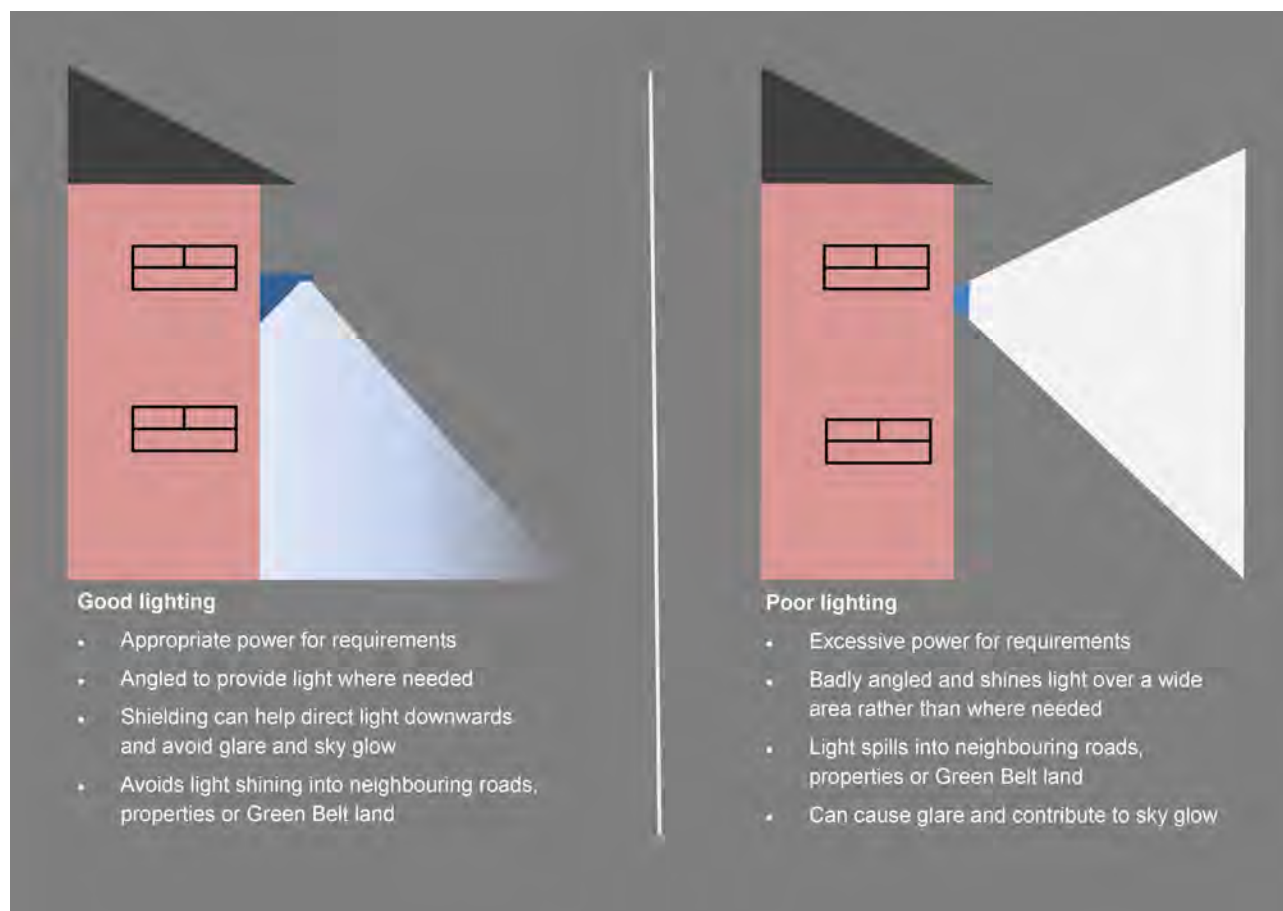 Good lighting
• Appropriate power for requirements
• Angled to provide light where needed
• Shielding can help direct light downwards
and avoid glare and sky glow
• Avoids light shining into neighbouring roads,
properties or Green Belt land
Poor lighting
• Excessive power for requirements
• Badly angled and shines light over a wide
area rather than where needed
• Light spills into neighbouring roads,
properties or Green Belt land
• Can cause glare and contribute to sky glow